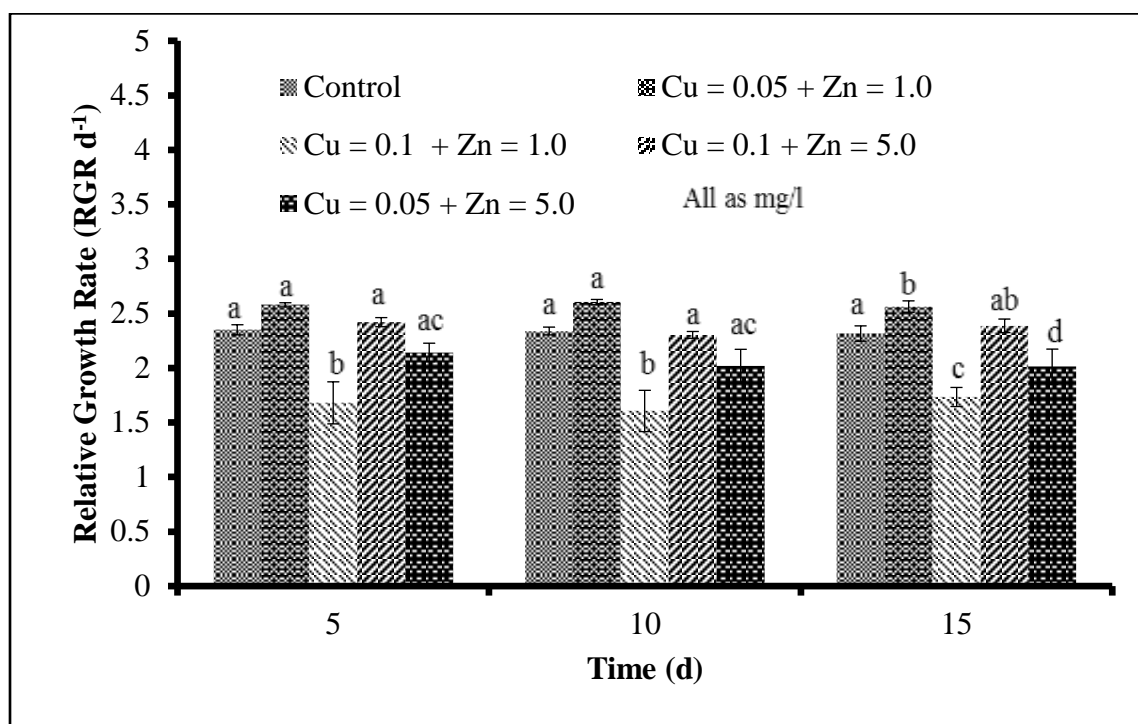 Relative Growth Rate (RGR d-1)
5
4.5
4
3.5
3
2.5
2
1.5
1
0.5
0
Control
Cu = 0.05 + Zn = 1.0
Cu = 0.1 + Zn = 1.0
Cu = 0.1 + Zn = 5.0
Cu = 0.05 + Zn = 5.0
All as mg/l
a a b a ac
a a b a ac
a b c ab d
5 10 15
Time (d)